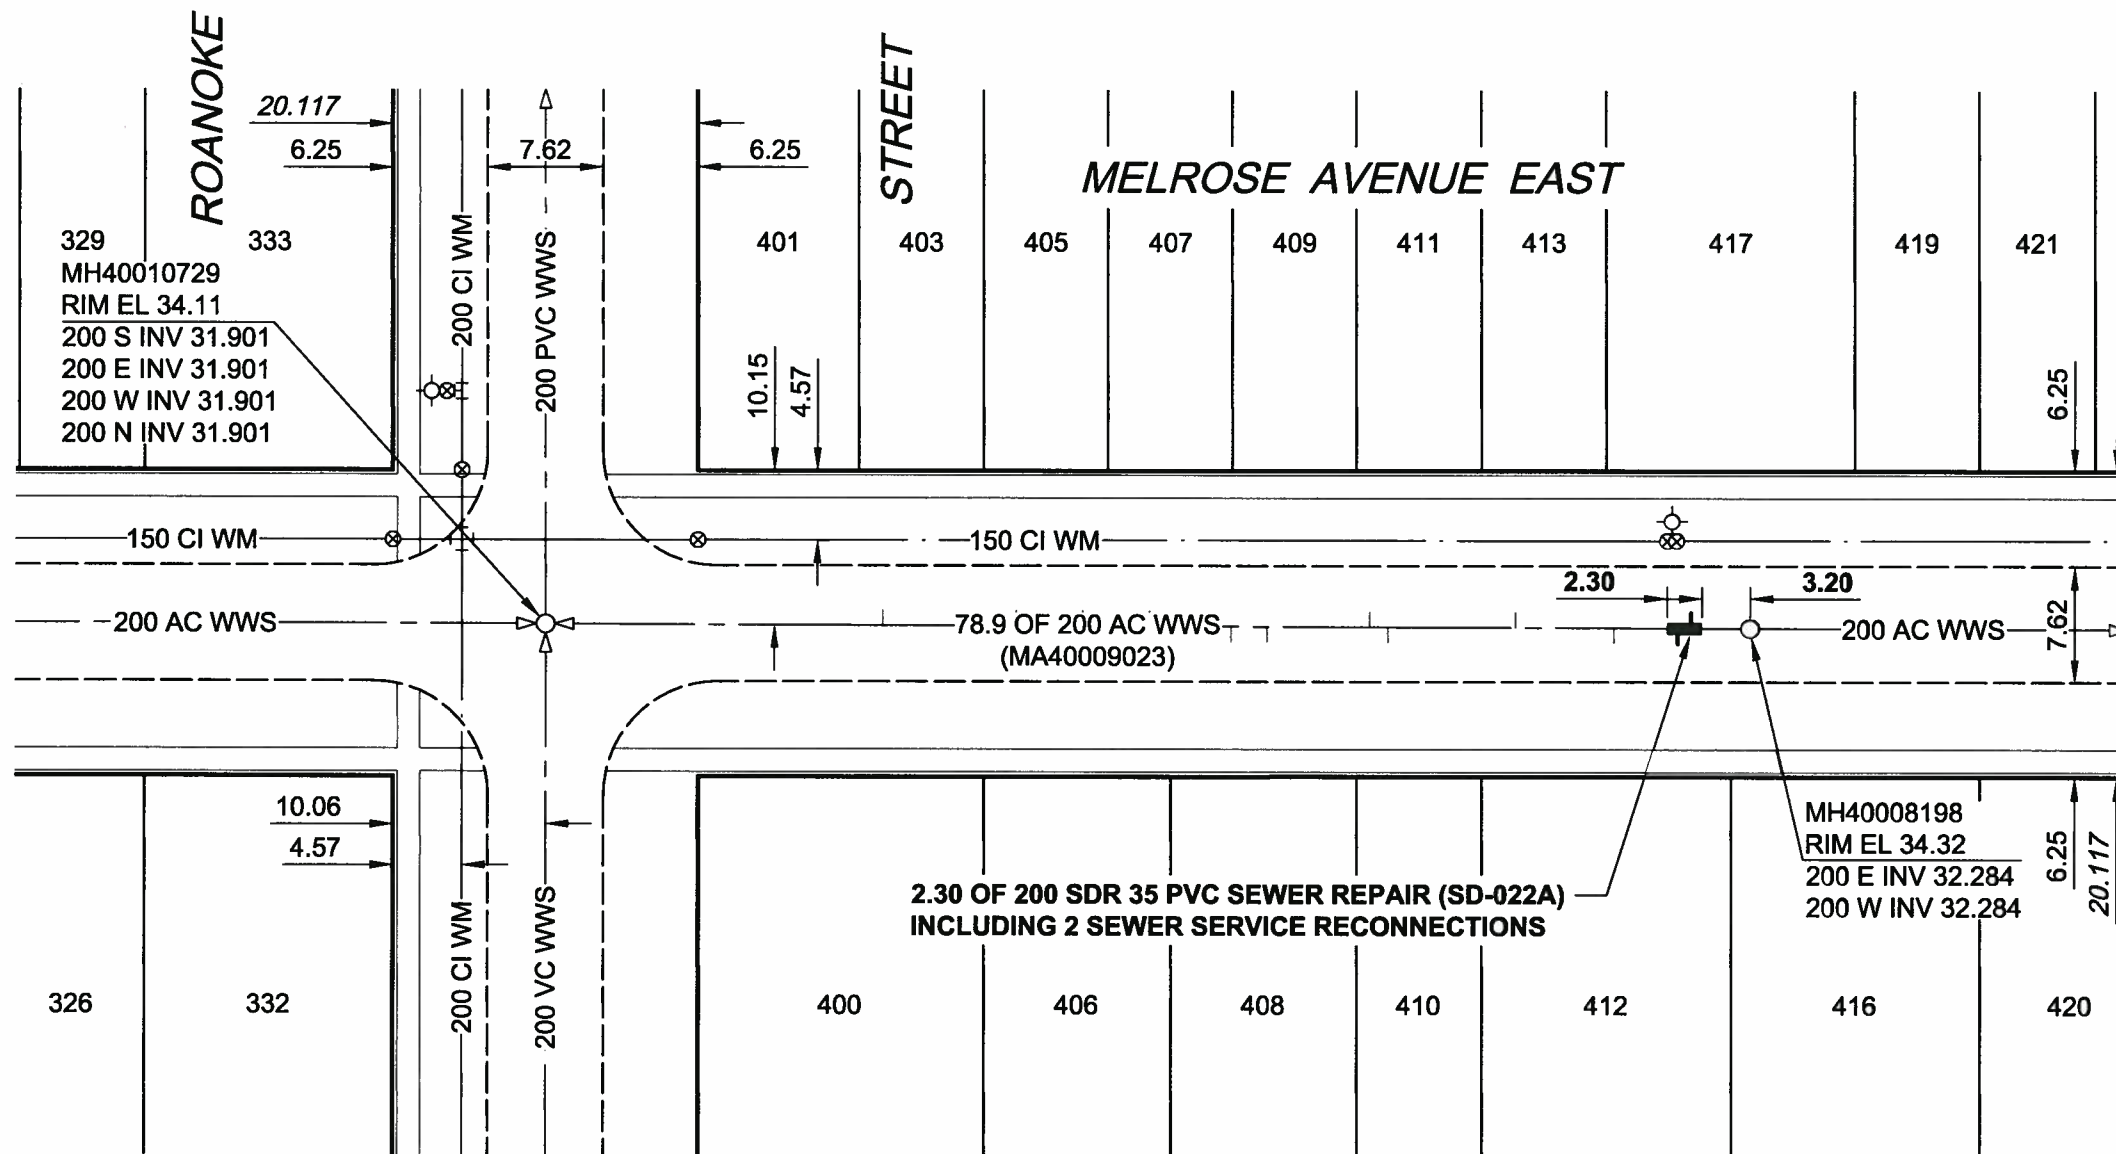 ROANOKE
STREET
MELROSE AVENUE EAST
20.117
6.25
7.62
6.25
329
333
401
403
405
407
409
411
413
417
419
421
MH40010729
RIM EL 34.11
200 S INV 31.901
200 E INV 31.901
200 W INV 31.901
200 N INV 31.901
200 CI WM
200 PVC WWS
10.15
4.57
6.25
150 CI WM
150 CI WM
2.30
3.20
200 AC WWS
78.9 OF 200 AC WWS
(MA40009023)
200 AC WWS
7.62
10.06
4.57
MH40008198
RIM EL 34.32
200 E INV 32.284
200 W INV 32.284
6.25
20.117
2.30 OF 200 SDR 35 PVC SEWER REPAIR (SD-022A)
INCLUDING 2 SEWER SERVICE RECONNECTIONS
200 CI WM
200 VC WWS
326
332
400
406
408
410
412
416
420